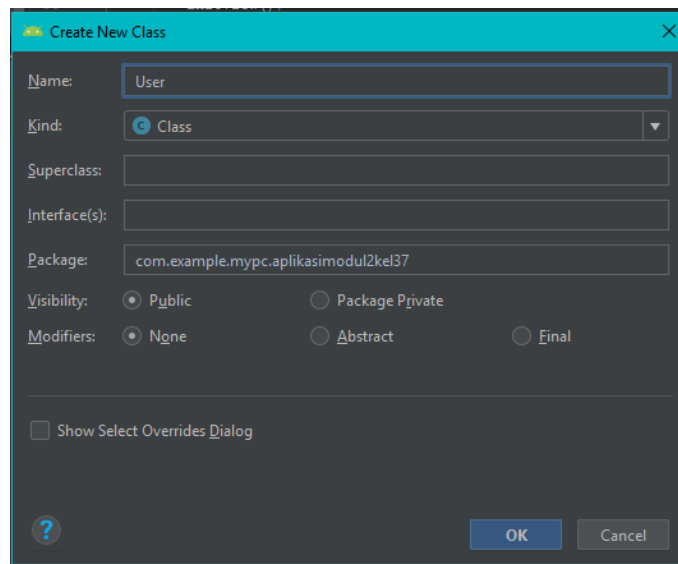 Create New Class
Name: User
Kind: C Class
Superclass:
Interface(s):
Package: com.example.mypc.aplikasimodul2kel37
Visibility: Public Package Private
Modifiers: None Abstract Final
Show Select Overrides Dialog
? OK Cancel